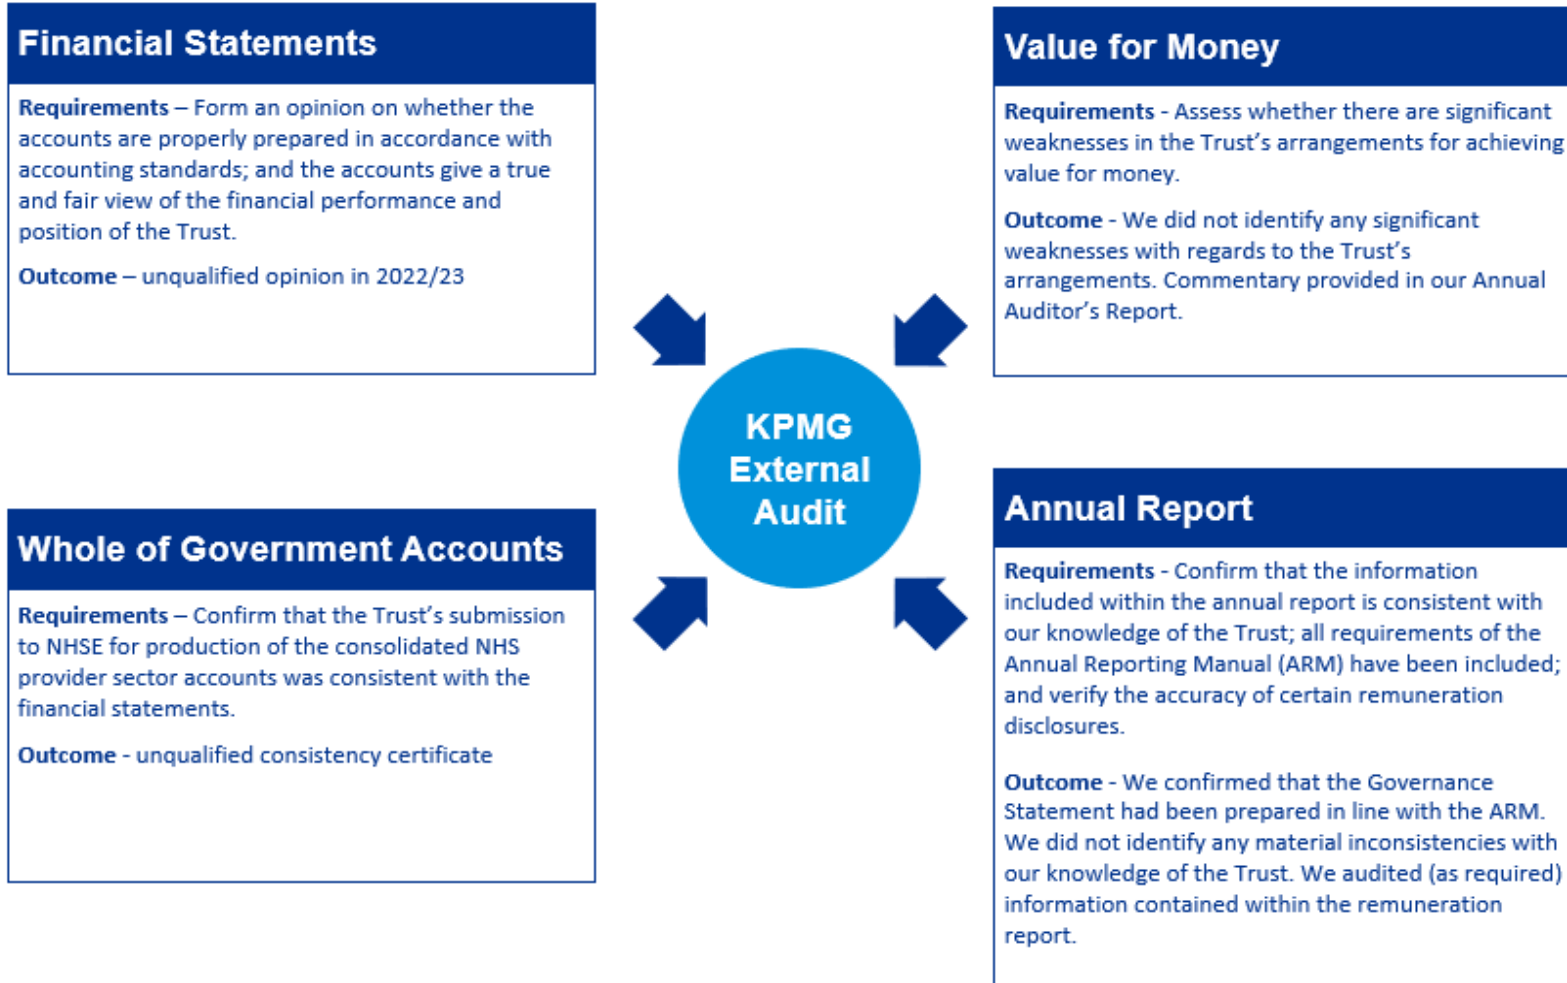 Financial Statements
Requirements – Form an opinion on whether the
accounts are properly prepared in accordance with
accounting standards; and the accounts give a true
and fair view of the financial performance and
position of the Trust.
Outcome – unqualified opinion in 2022/23
Value for Money
Requirements - Assess whether there are significant
weaknesses in the Trust’s arrangements for achieving
value for money.
Outcome - We did not identify any significant
weaknesses with regards to the Trust’s
arrangements. Commentary provided in our Annual
Auditor’s Report.
KPMG
External
Audit
Whole of Government Accounts
Requirements – Confirm that the Trust’s submission
to NHSE for production of the consolidated NHS
provider sector accounts was consistent with the
financial statements.
Outcome - unqualified consistency certificate
Annual Report
Requirements - Confirm that the information
included within the annual report is consistent with
our knowledge of the Trust; all requirements of the
Annual Reporting Manual (ARM) have been included;
and verify the accuracy of certain remuneration
disclosures.
Outcome - We confirmed that the Governance
Statement had been prepared in line with the ARM.
We did not identify any material inconsistencies with
our knowledge of the Trust. We audited (as required)
information contained within the remuneration
report.